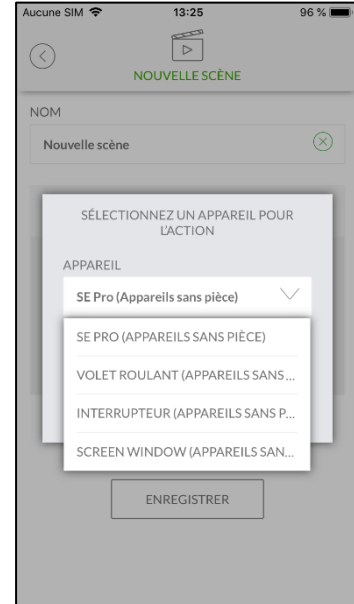 Aucune SIM 13:25 96 %
NOUVELLE SCÈNE
NOM
Nouvelle scène
SÉLECTIONNEZ UN APPAREIL POUR
L'ACTION
APPAREIL
SE Pro (Appareils sans pièce)
SE PRO (APPAREILS SANS PIÈCE)
VOLET ROULANT (APPAREILS SANS ...
INTERRUPTEUR (APPAREILS SANS P...
SCREEN WINDOW (APPAREILS SAN...
ENREGISTRER